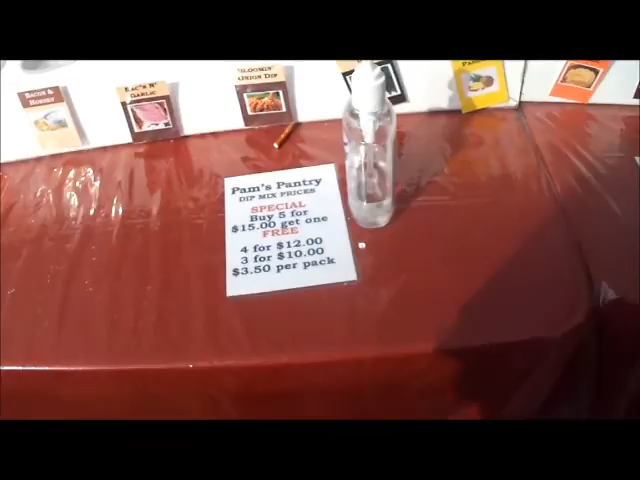 BACON &
HORSEY
BAC'N N'
GARLIC
BLOOMIN'
ONION DIP
Pam's Pantry
DIP MIX PRICES
SPECIAL
Buy 5 for
$15.00 get one
FREE
4 for $12.00
3 for $10.00
$3.50 per pack